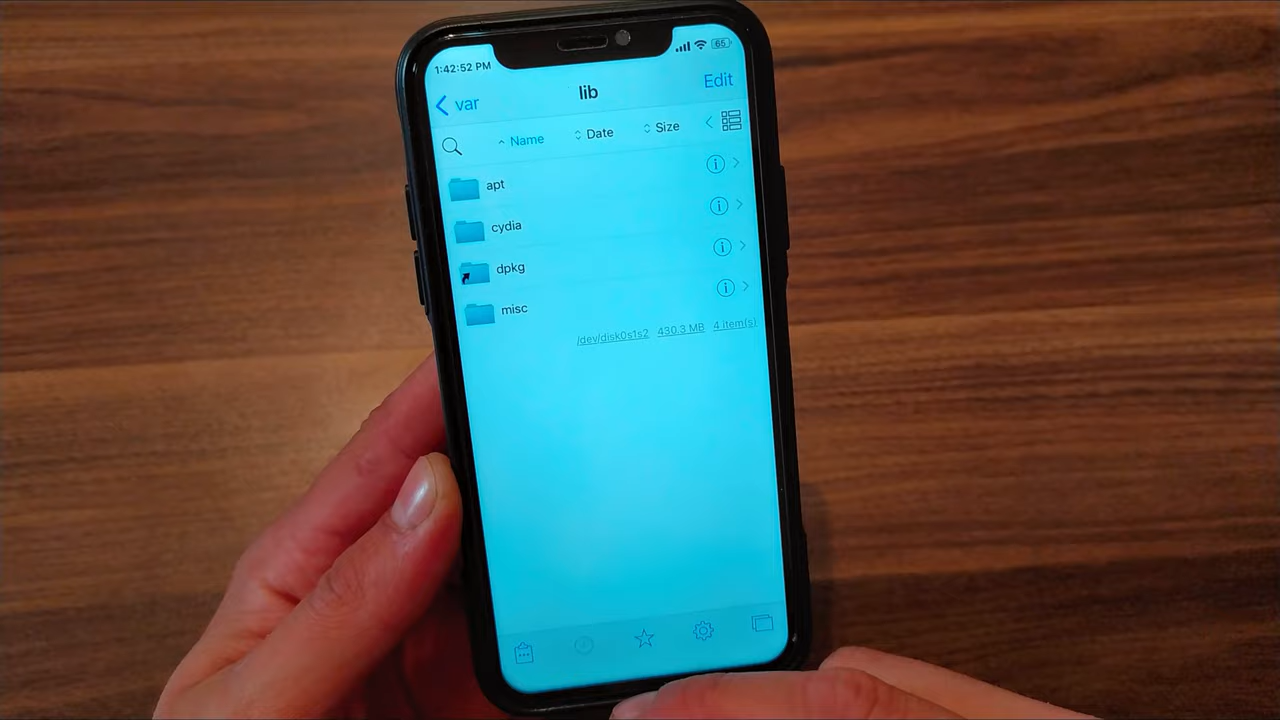 1:42:52 PM 65
var lib Edit
Name Date Size
apt
cydia
dpkg
misc
/dev/disk0s1s2 430.3 MB 4 item(s)